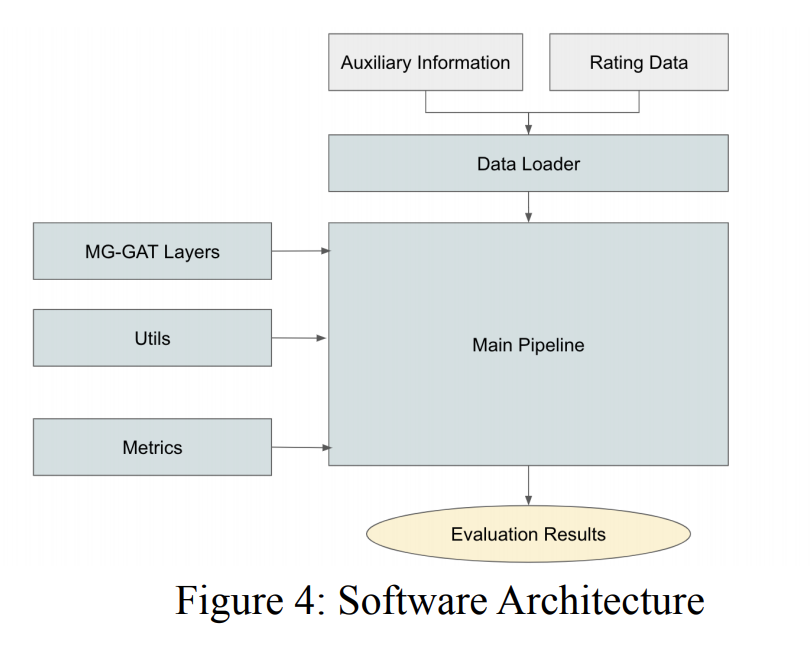 Auxiliary Information
Rating Data
Data Loader
MG-GAT Layers
Utils
Main Pipeline
Metrics
Evaluation Results
Figure 4: Software Architecture